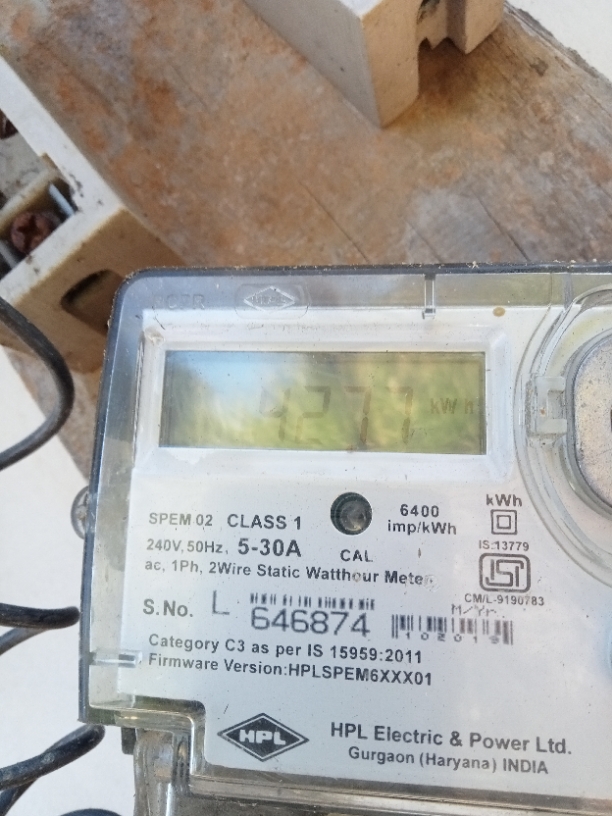 4277 kWh
SPEM 02 CLASS 1
6400 imp/kWh
kWh
240V, 50Hz, 5-30A
CAL
IS:13779
ac, 1Ph, 2Wire Static Watthour Meter
ISI
CM/L-9190783
S.No. L 646874
M/Yr.
Category C3 as per IS 15959:2011
Firmware Version:HPLSPEM6XXX01
HPL
HPL Electric & Power Ltd.
Gurgaon (Haryana) INDIA